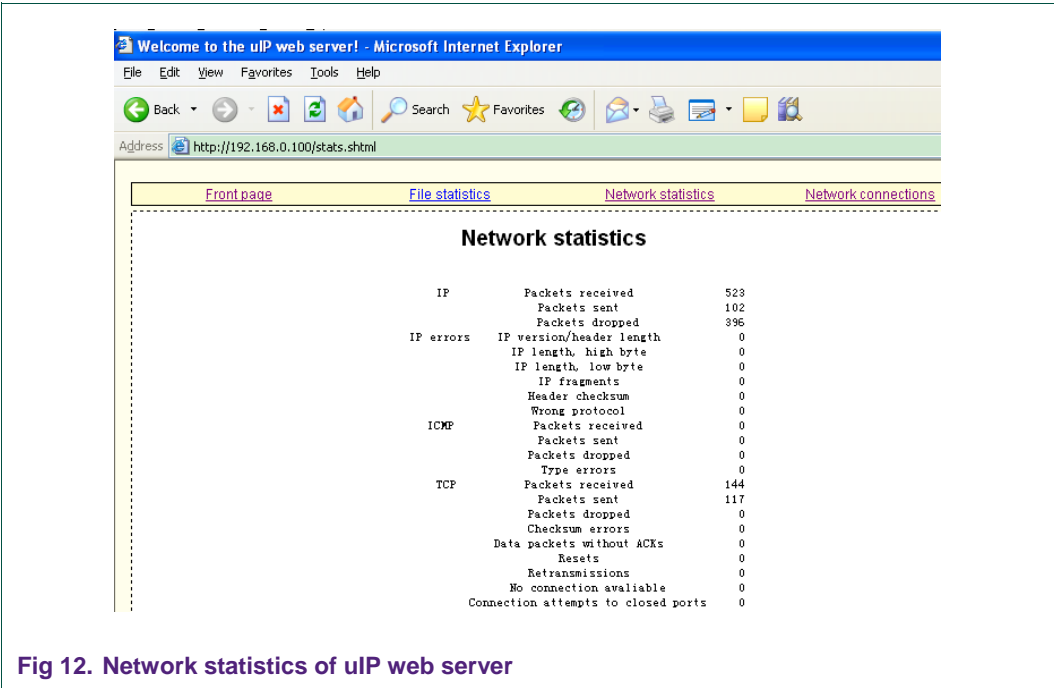 Welcome to the uIP web server! - Microsoft Internet Explorer
File Edit View Favorites Tools Help
Back Search Favorites
Address http://192.168.0.100/stats.shtml
Front page File statistics Network statistics Network connections
Network statistics
IP Packets received 523
Packets sent 102
Packets dropped 396
IP errors IP version/header length 0
IP length, high byte 0
IP length, low byte 0
IP fragments 0
Header checksum 0
Wrong protocol 0
ICMP Packets received 0
Packets sent 0
Packets dropped 0
Type errors 0
TCP Packets received 144
Packets sent 117
Packets dropped 0
Checksum errors 0
Data packets without ACKs 0
Resets 0
Retransmissions 0
No connection avaliable 0
Connection attempts to closed ports 0
Fig 12. Network statistics of uIP web server